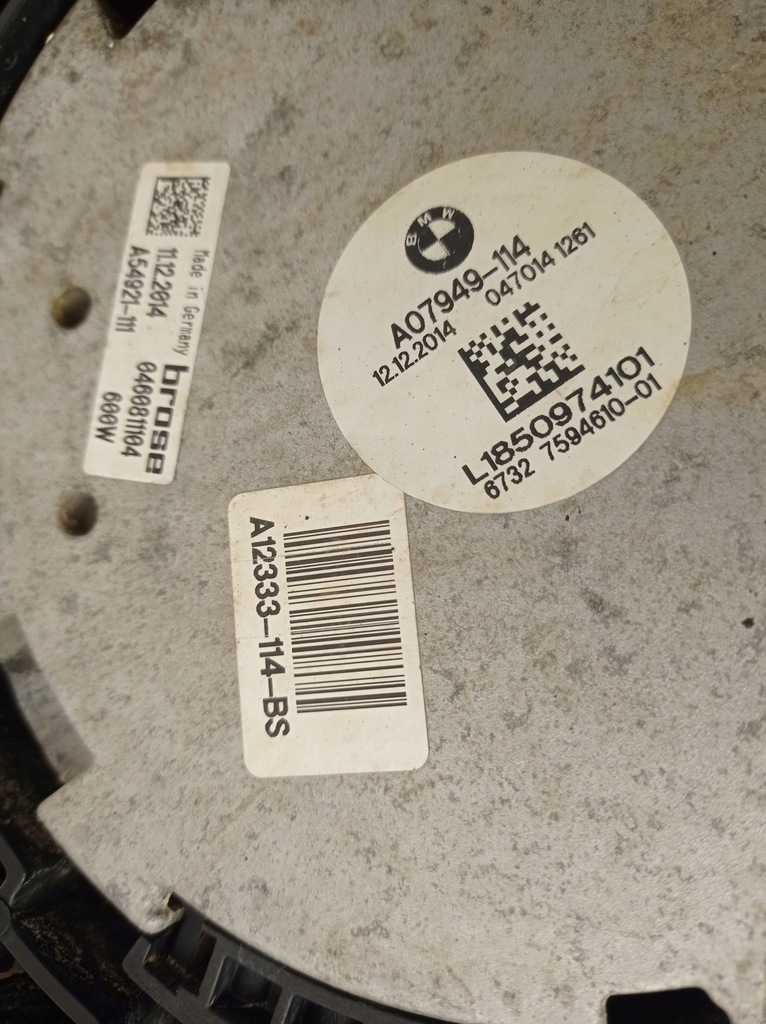 Made in Germany
11.12.2014
A54921-111
brose
0460811104
600W
BMW
A07949-114
12.12.2014 047014 1261
L1850974101
6732 7594610-01
A12333-114-BS